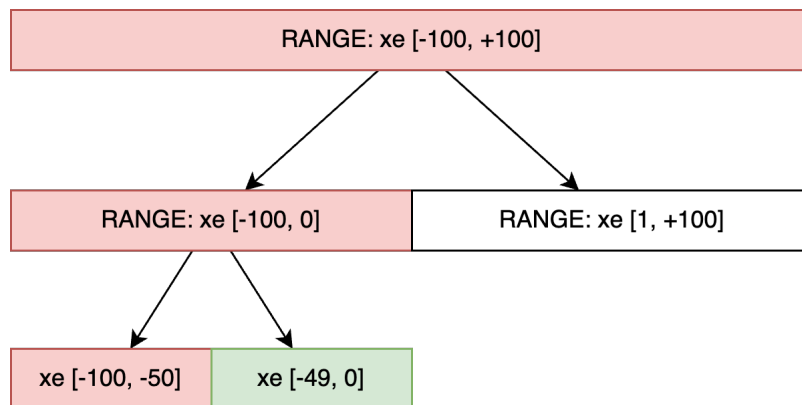 RANGE: xe [-100, +100]
RANGE: xe [-100, 0]
RANGE: xe [1, +100]
xe [-100, -50]
xe [-49, 0]